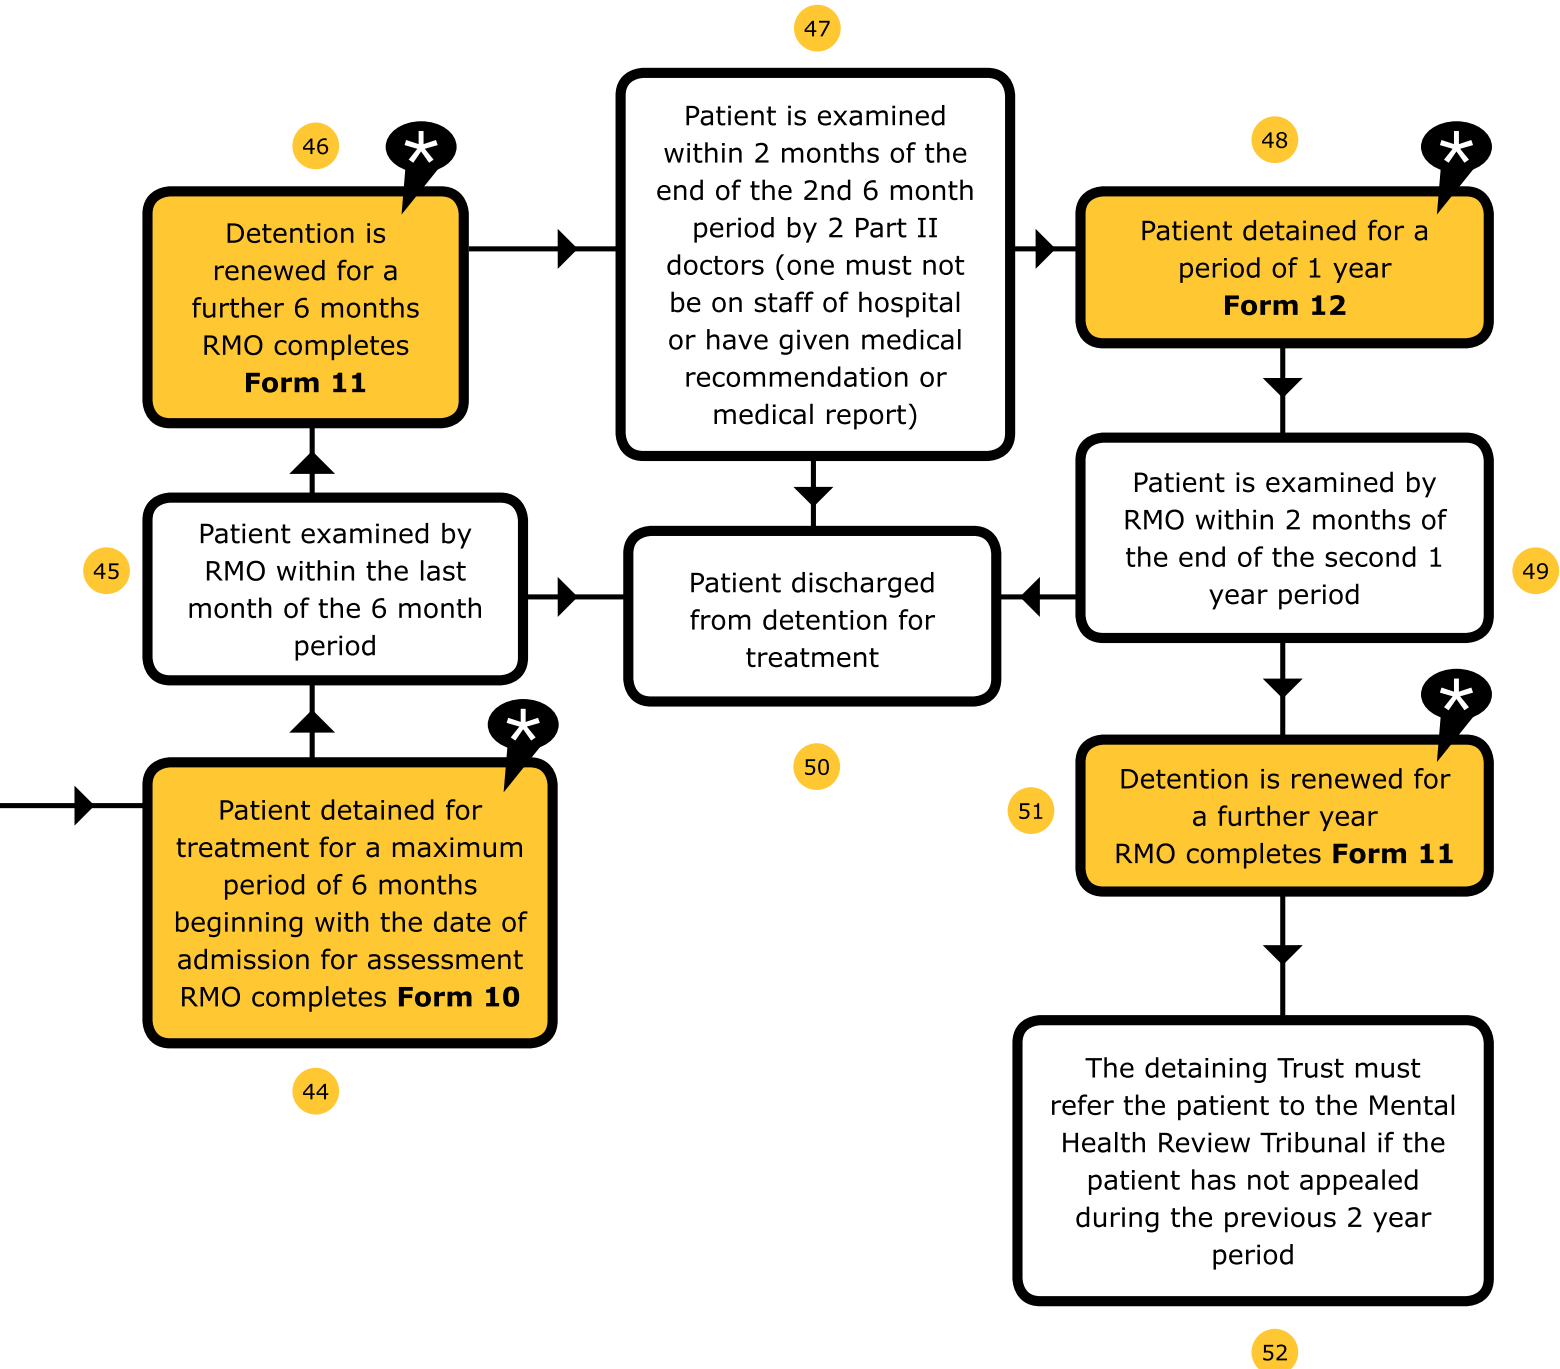 47
Patient is examined
within 2 months of the
end of the 2nd 6 month
period by 2 Part II
doctors (one must not
be on staff of hospital
or have given medical
recommendation or
medical report)
46
*
Detention is
renewed for a
further 6 months
RMO completes
Form 11
48
*
Patient detained for a
period of 1 year
Form 12
45
Patient examined by
RMO within the last
month of the 6 month
period
Patient discharged
from detention for
treatment
50
Patient is examined by
RMO within 2 months of
the end of the second 1
year period
49
*
Patient detained for
treatment for a maximum
period of 6 months
beginning with the date of
admission for assessment
RMO completes Form 10
44
51
*
Detention is renewed for
a further year
RMO completes Form 11
The detaining Trust must
refer the patient to the Mental
Health Review Tribunal if the
patient has not appealed
during the previous 2 year
period
52